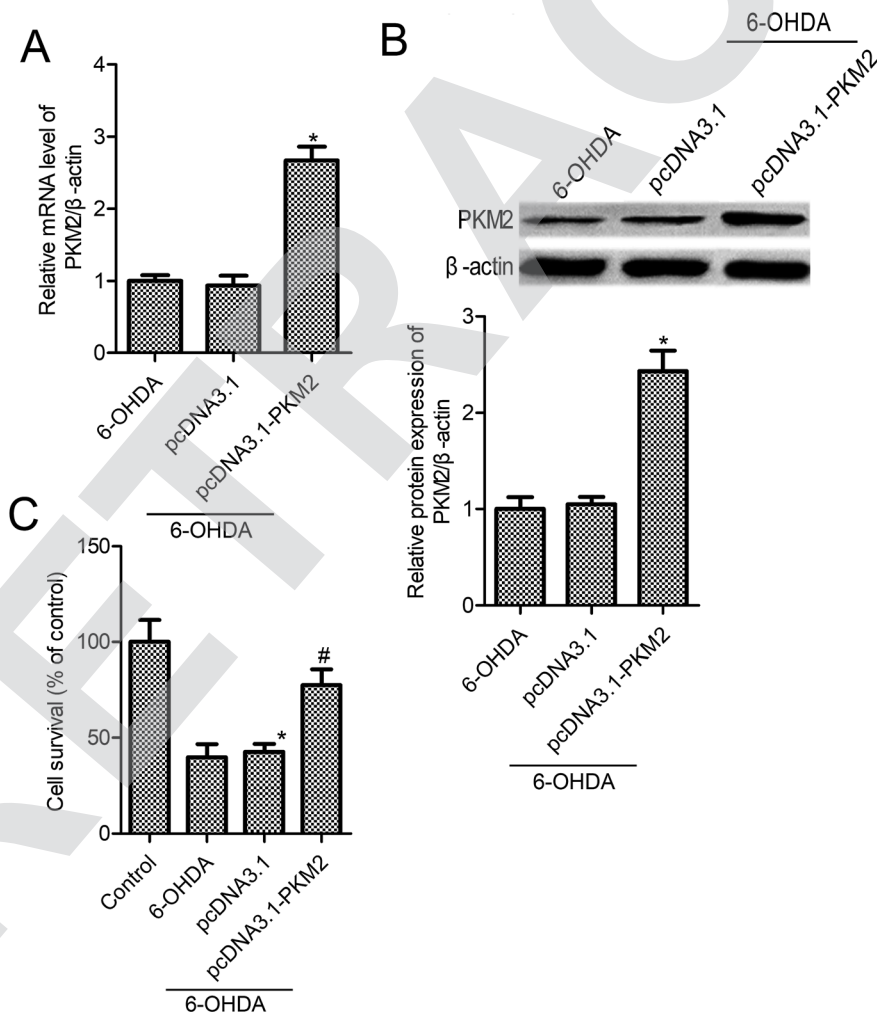 A
Relative mRNA level of
PKM2/β-actin
4
3
2
1
0
*
6-OHDA
pcDNA3.1
pcDNA3.1-PKM2
6-OHDA
B
6-OHDA
6-OHDA
pcDNA3.1
pcDNA3.1-PKM2
PKM2
β-actin
Relative protein expression of
PKM2/β-actin
3
2
1
0
*
6-OHDA
pcDNA3.1
pcDNA3.1-PKM2
6-OHDA
C
Cell survival (% of control)
150
100
50
0
*
#
Control
6-OHDA
pcDNA3.1
pcDNA3.1-PKM2
6-OHDA
RETRAC